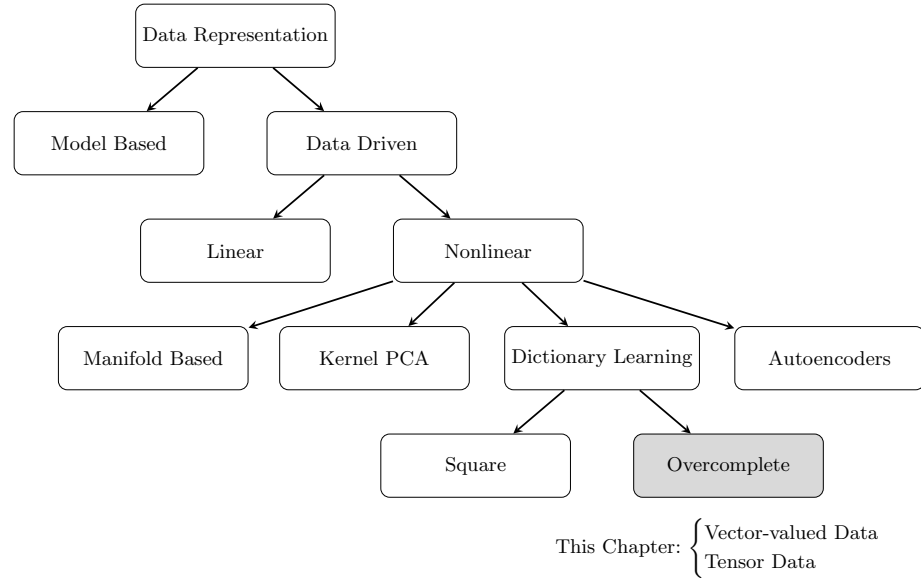 Data Representation
Model Based
Data Driven
Linear
Nonlinear
Manifold Based
Kernel PCA
Dictionary Learning
Autoencoders
Square
Overcomplete
This Chapter:
Vector-valued Data
Tensor Data